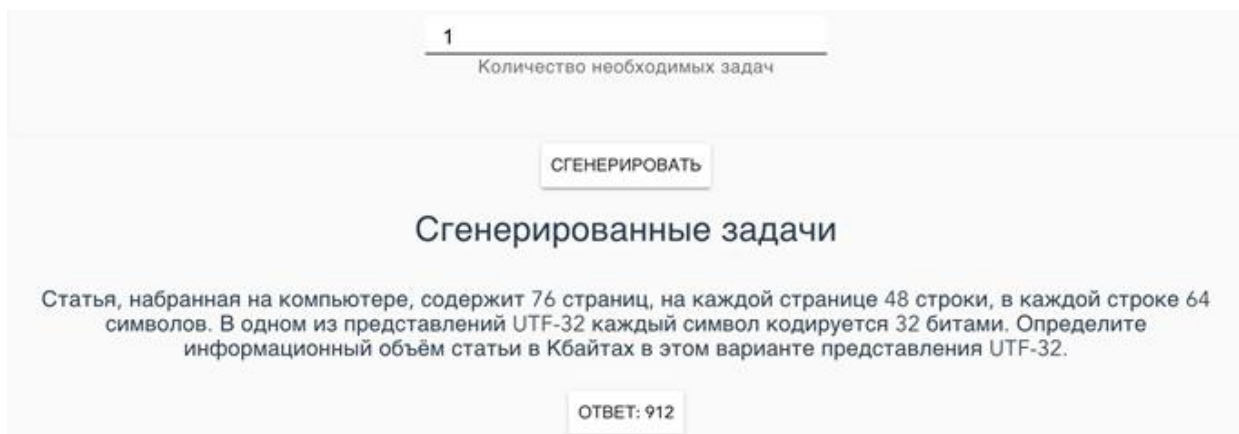 1
Количество необходимых задач
СГЕНЕРИРОВАТЬ
Сгенерированные задачи
Статья, набранная на компьютере, содержит 76 страниц, на каждой странице 48 строки, в каждой строке 64
символов. В одном из представлений UTF-32 каждый символ кодируется 32 битами. Определите
информационный объём статьи в Кбайтах в этом варианте представления UTF-32.
ОТВЕТ: 912